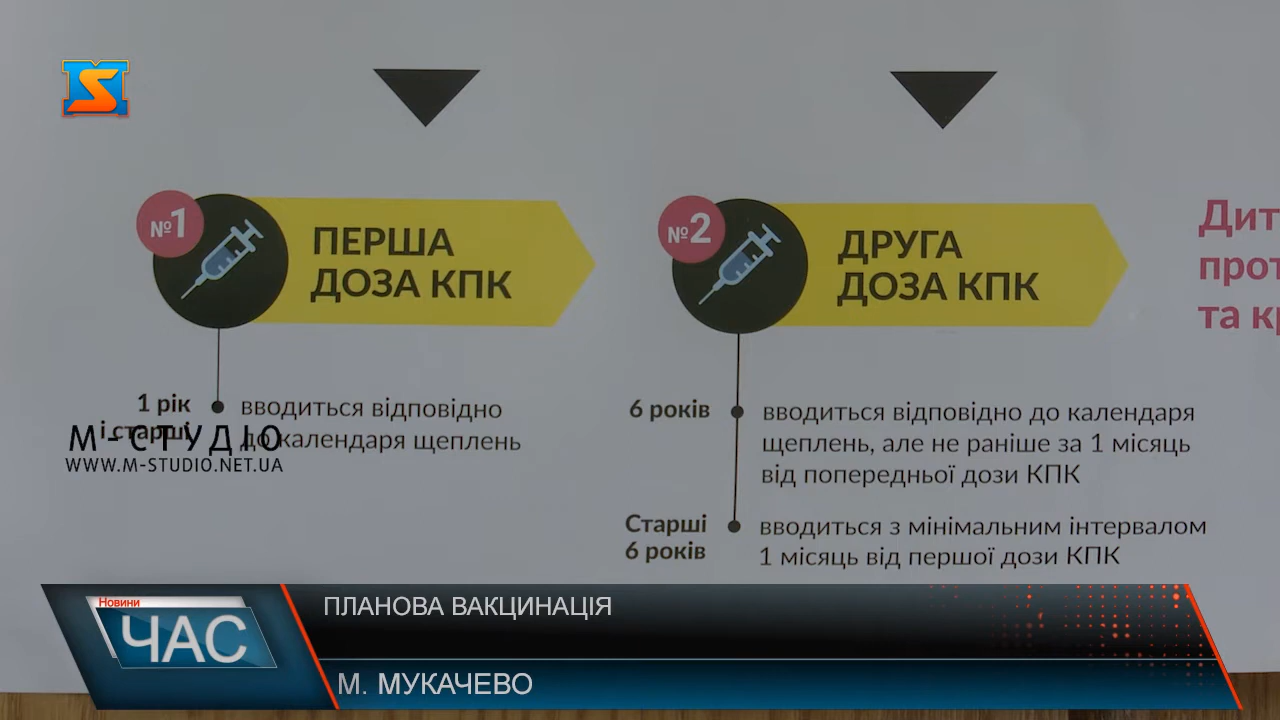 №1
ПЕРША
ДОЗА КПК
1 рік
і старші
вводиться відповідно
до календаря щеплень
№2
ДРУГА
ДОЗА КПК
6 років
вводиться відповідно до календаря
щеплень, але не раніше за 1 місяць
від попередньої дози КПК
Старші
6 років
вводиться з мінімальним інтервалом
1 місяць від першої дози КПК
та
М-СТУДІО
WWW.M-STUDIO.NET.UA
Новини
ЧАС
ПЛАНОВА ВАКЦИНАЦІЯ
М. МУКАЧЕВО